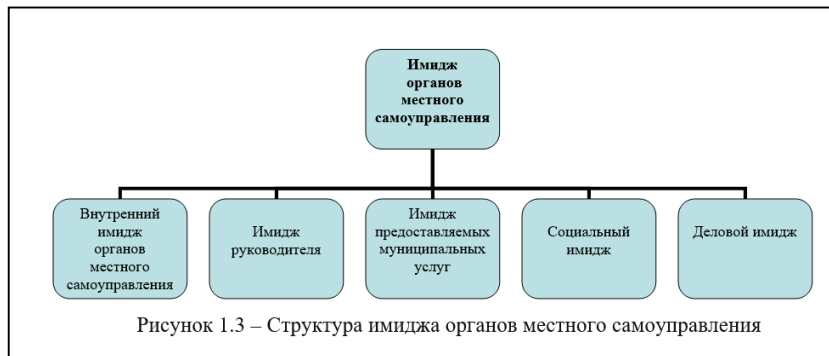 Имидж
органов
местного
самоуправления
Внутренний
имидж
органов
местного
самоуправления
Имидж
руководителя
Имидж
предоставляемых
муниципальных
услуг
Социальный
имидж
Деловой имидж
Рисунок 1.3 – Структура имиджа органов местного самоуправления